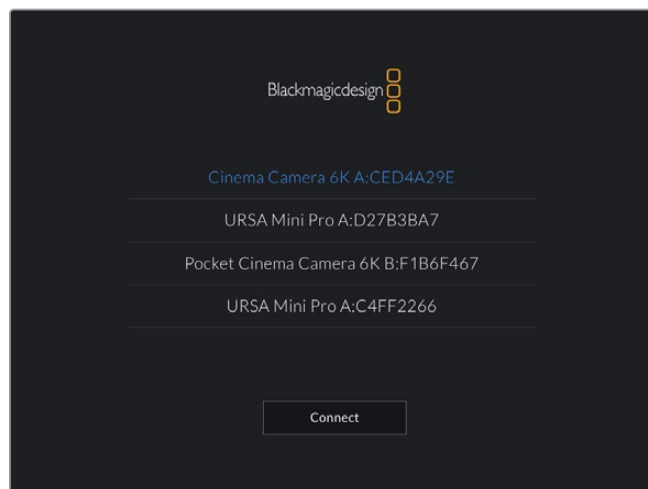 Blackmagicdesign
Cinema Camera 6K A:CED4A29E
URSA Mini Pro A:D27B3BA7
Pocket Cinema Camera 6K B:F1B6F467
URSA Mini Pro A:C4FF2266
Connect